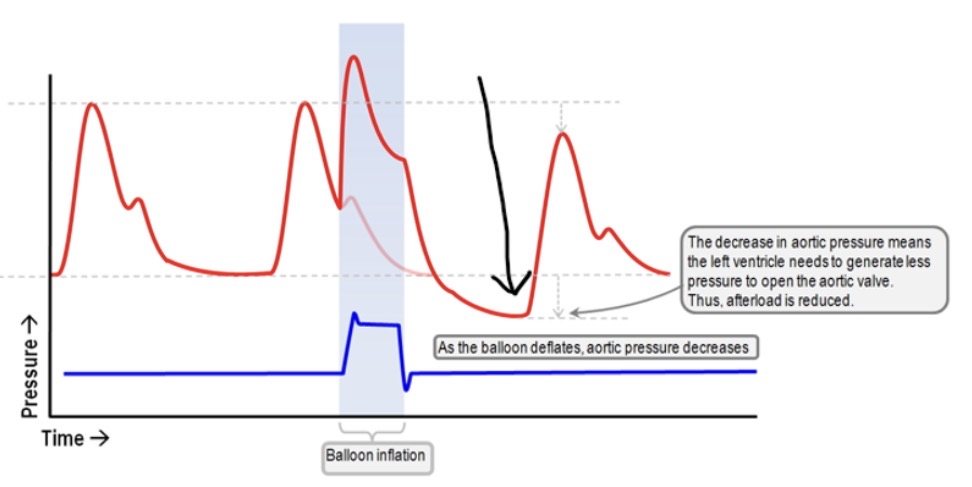 The decrease in aortic pressure means
the left ventricle needs to generate less
pressure to open the aortic valve.
Thus, afterload is reduced.
As the balloon deflates, aortic pressure decreases
Pressure →
Time →
Balloon inflation